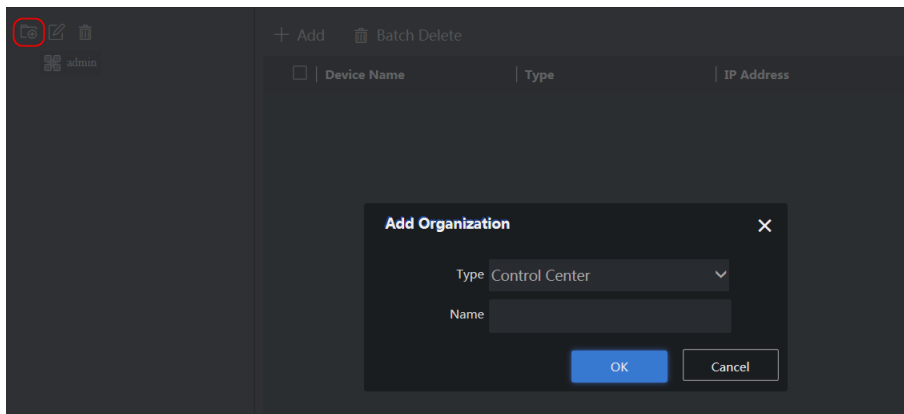 Add Batch Delete
admin
Device Name Type IP Address
Add Organization
Type Control Center
Name
OK Cancel